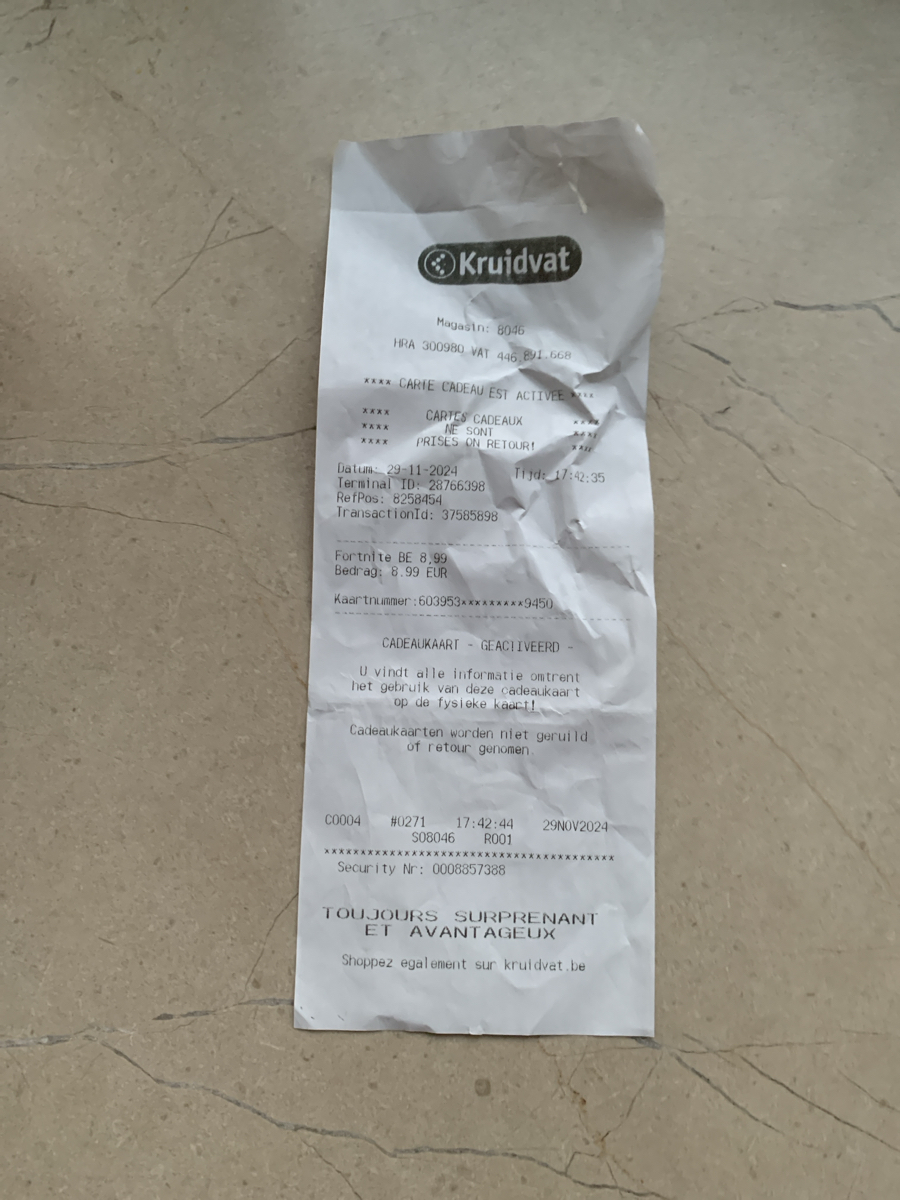 Kruidvat
Magasin: 8046
HRA 300980 VAT 446.891.668
**** CARTE CADEAU EST ACTIVEE ****
**** CARTES CADEAUX ****
**** NE SONT ****
**** PRISES ON RETOUR! ****
Datum: 29-11-2024 Tijd: 17:42:35
Terminal ID: 28766398
RefPos: 8258454
TransactionId: 37585898
Fortnite BE 8,99
Bedrag: 8.99 EUR
Kaartnummer:603953*********9450
CADEAUKAART - GEACTIVEERD -
U vindt alle informatie omtrent
het gebruik van deze cadeaukaart
op de fysieke kaart!
Cadeaukaarten worden niet geruild
of retour genomen.
C0004 #0271 17:42:44 29NOV2024
S08046 R001
****************************************
Security Nr: 0008857388
TOUJOURS SURPRENANT
ET AVANTAGEUX
Shoppez egalement sur kruidvat.be